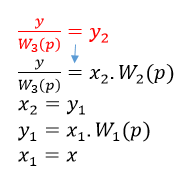 y/W₃(p) = y₂
y/W₃(p) = x₂.W₂(p)
x₂ = y₁
y₁ = x₁.W₁(p)
x₁ = x